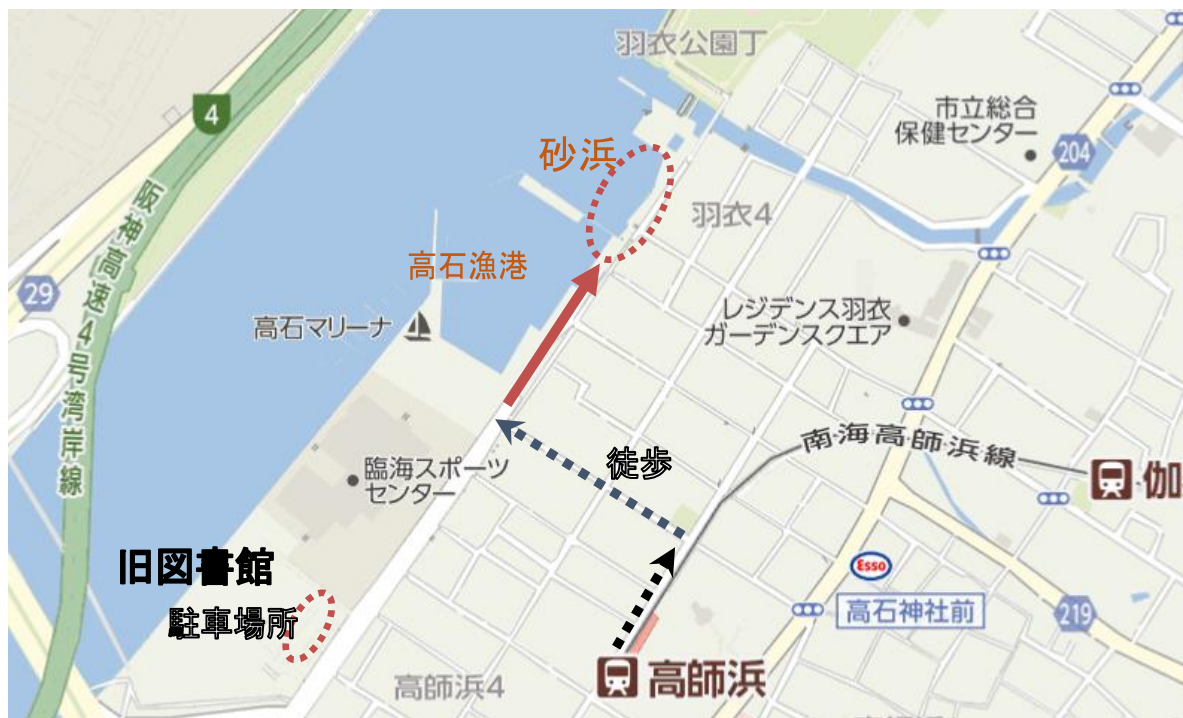 羽衣公園丁
4
市立総合
保健センター
204
砂浜
羽衣4
高石漁港
29
阪神高速4号湾岸線
高石マリーナ
レジデンス羽衣
ガーデンスクエア
南海高師浜線
徒歩
臨海スポーツ
センター
伽
旧図書館
Esso
駐車場所
高石神社前
219
高師浜
高師浜4